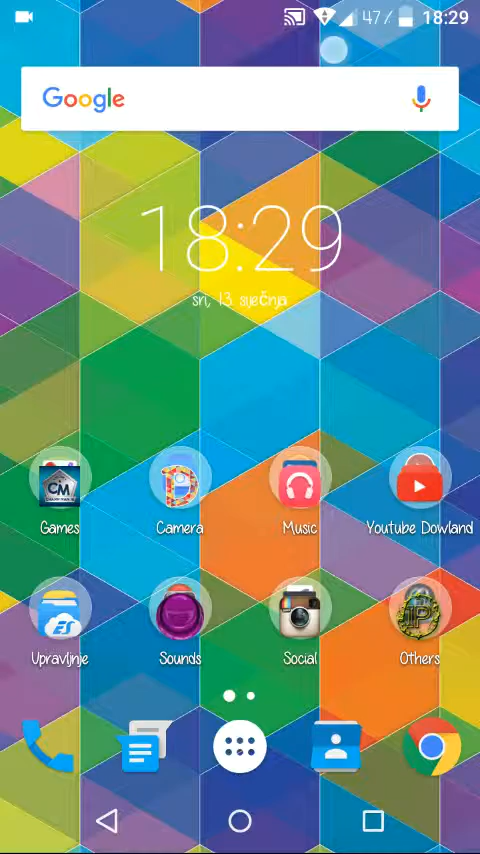 47%
18:29
Google
18:29
sri, 13. siječnja
CM
Games
Camera
Music
Youtube Dowland
ES
Upravljnje
Sounds
Social
Others